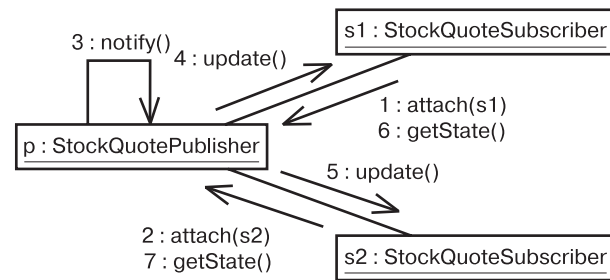 s1 : StockQuoteSubscriber
3 : notify()
4 : update()
1 : attach(s1)
6 : getState()
p : StockQuotePublisher
5 : update()
2 : attach(s2)
7 : getState()
s2 : StockQuoteSubscriber